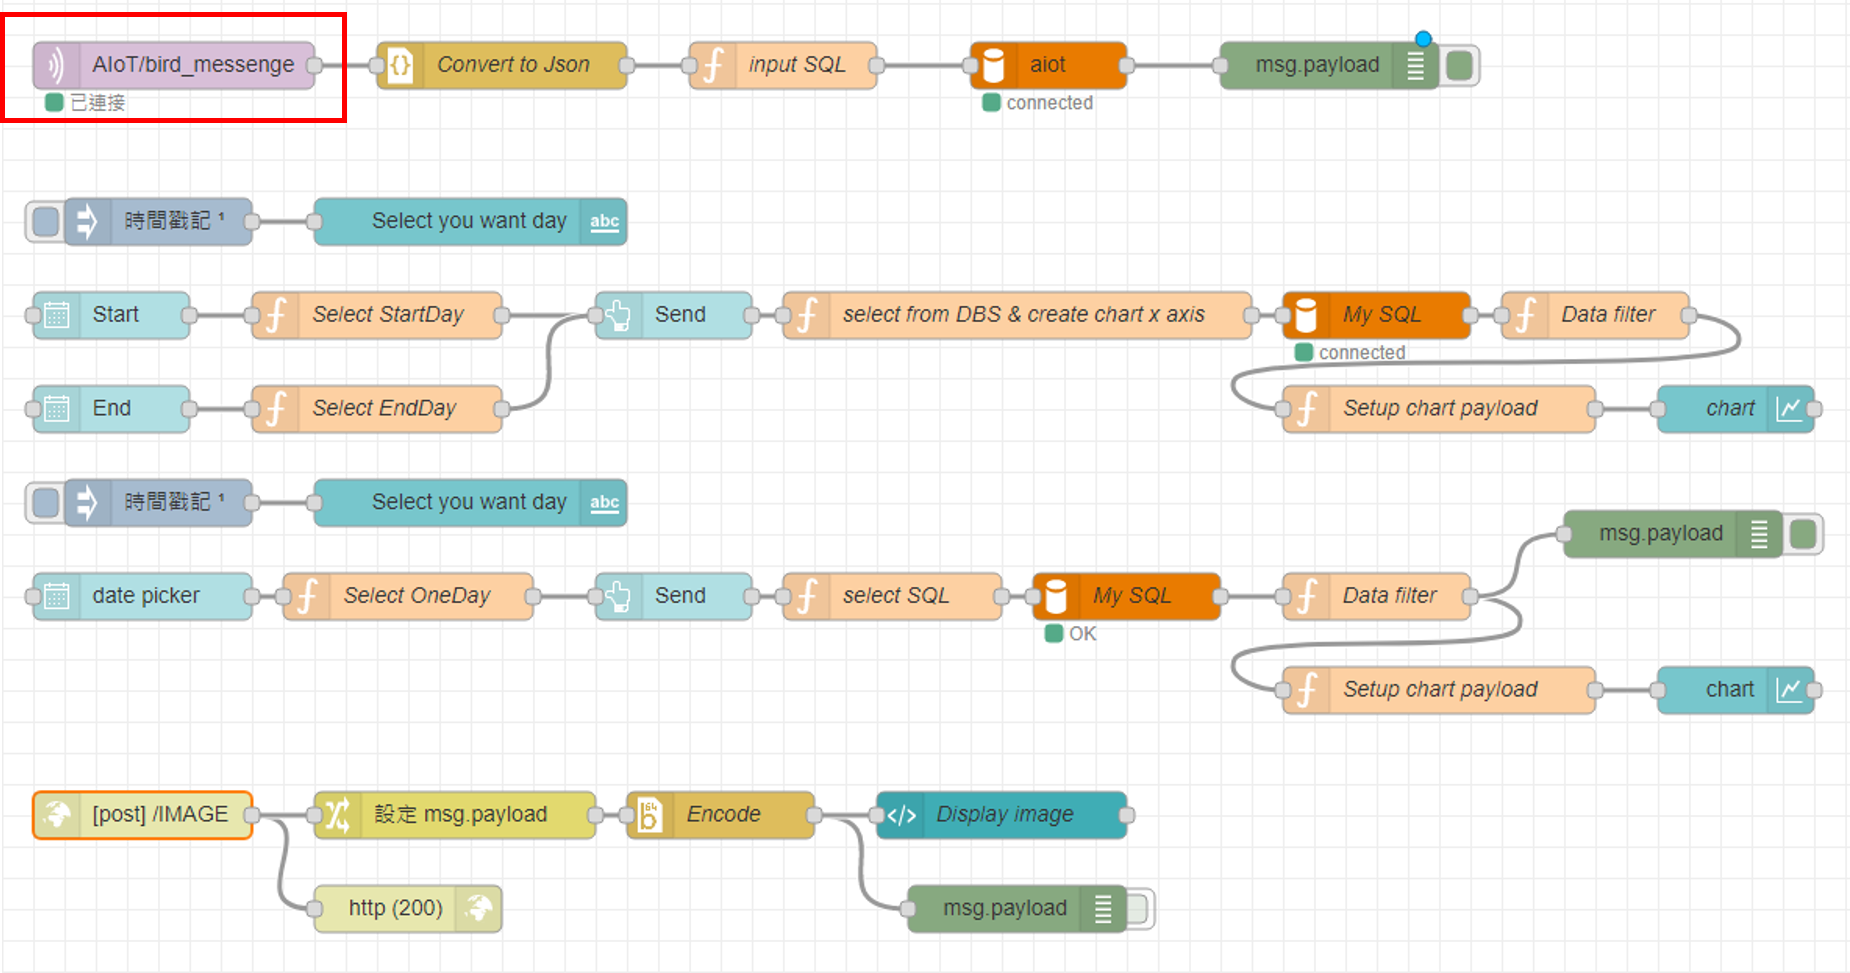 AIoT/bird_messenge
Convert to Json
input SQL
aiot
msg.payload
已連接
connected
時間戳記 ¹
Select you want day
abc
Start
Select StartDay
Send
select from DBS & create chart x axis
My SQL
Data filter
connected
End
Select EndDay
Setup chart payload
chart
時間戳記 ¹
Select you want day
abc
msg.payload
date picker
Select OneDay
Send
select SQL
My SQL
Data filter
OK
Setup chart payload
chart
[post] /IMAGE
設定 msg.payload
64
b
Encode
Display image
http (200)
msg.payload